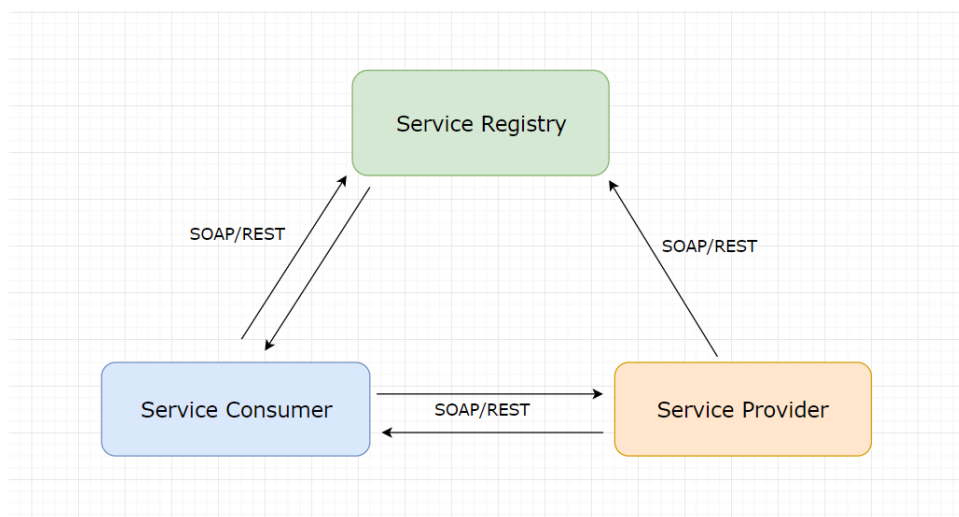 Service Registry
SOAP/REST
SOAP/REST
Service Consumer
SOAP/REST
Service Provider